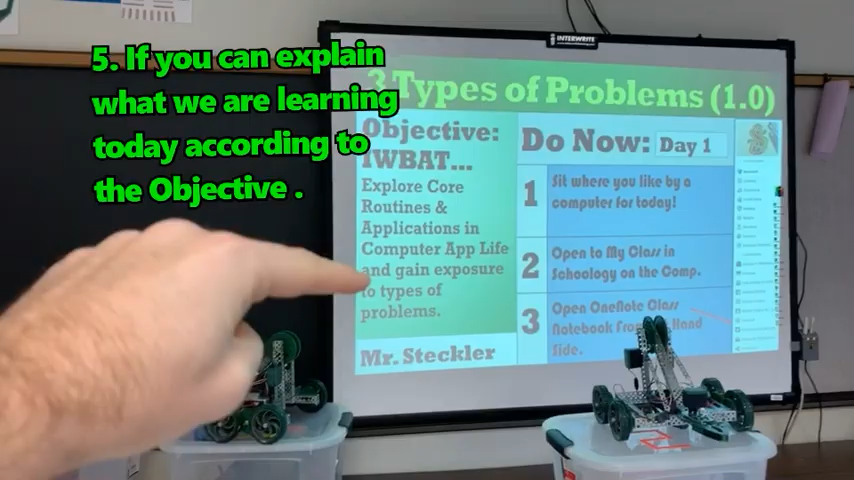 5. If you can explain
what we are learning
today according to
the Objective .
INTERWRITE
3 Types of Problems (1.0)
Objective:
IWBAT...
Explore Core
Routines &
Applications in
Computer App Life
and gain exposure
to types of
problems.
Mr. Steckler
Do Now: Day 1
1 Sit where you like by a
computer for today!
2 Open to My Class in
Schoology on the Comp.
3 Open OneNote Class
Notebook from Hand
Side.